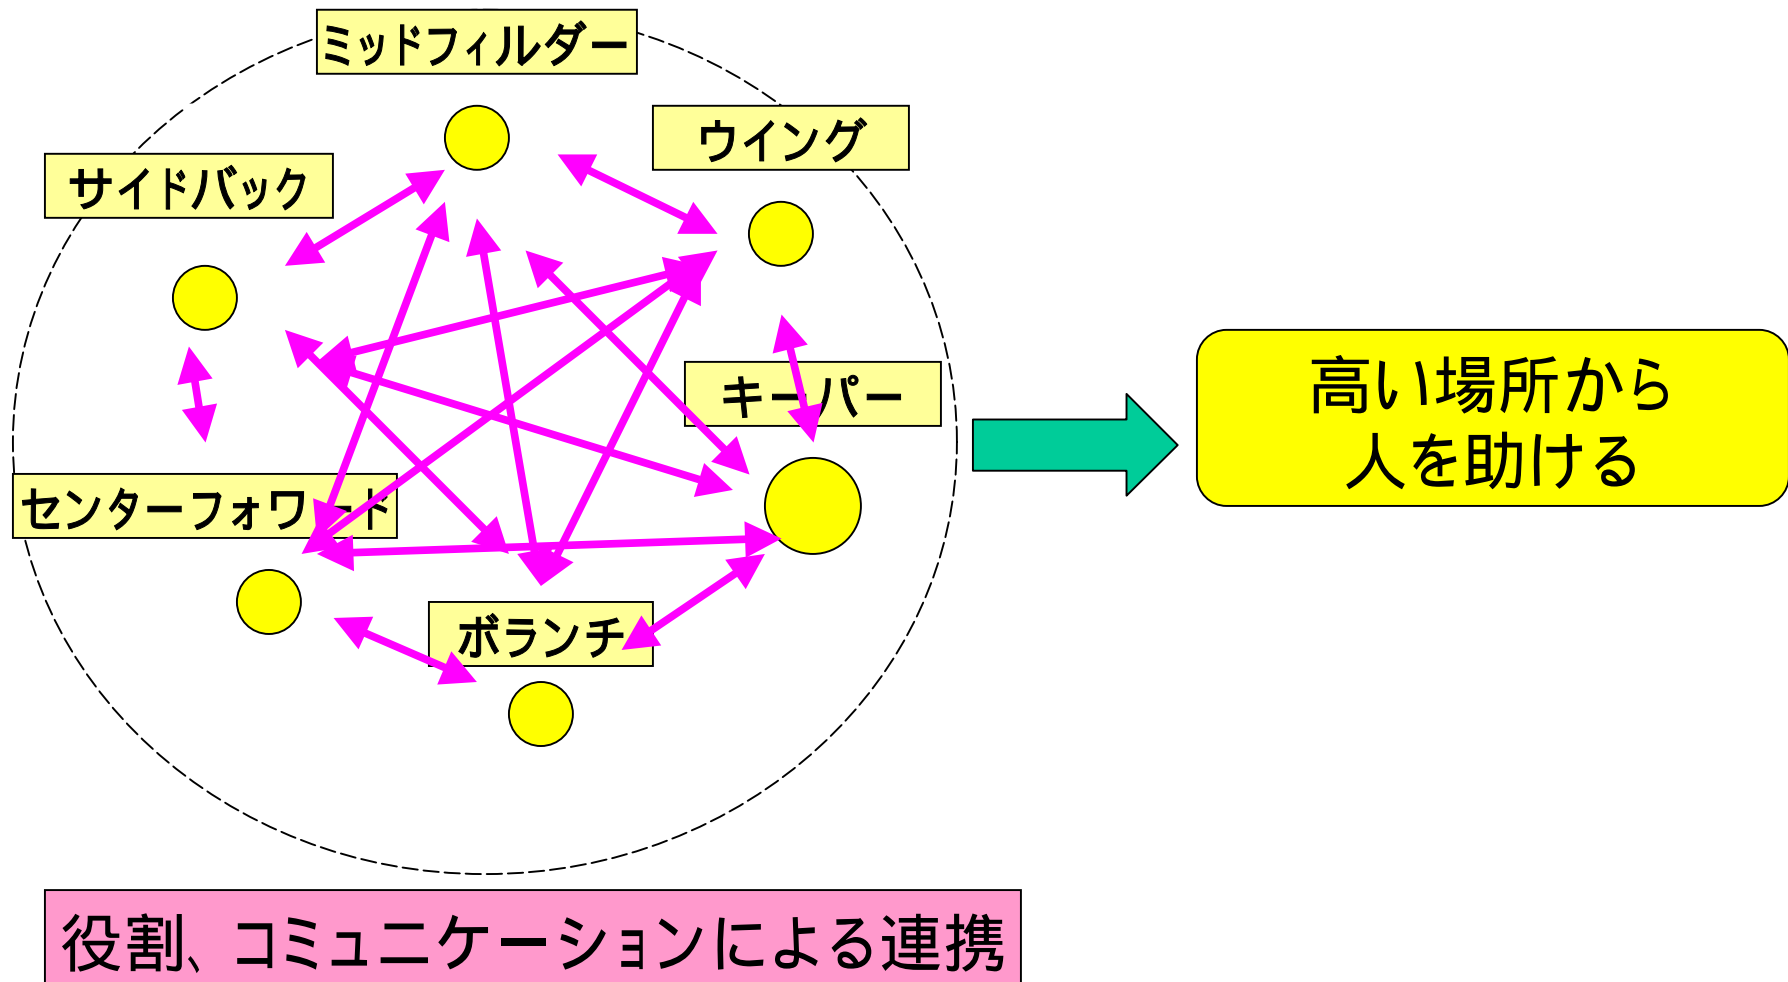 ミッドフィルダー
ウイング
サイドバック
キーパー
センターフォワード
ボランチ
高い場所から
人を助ける
役割、コミュニケーションによる連携